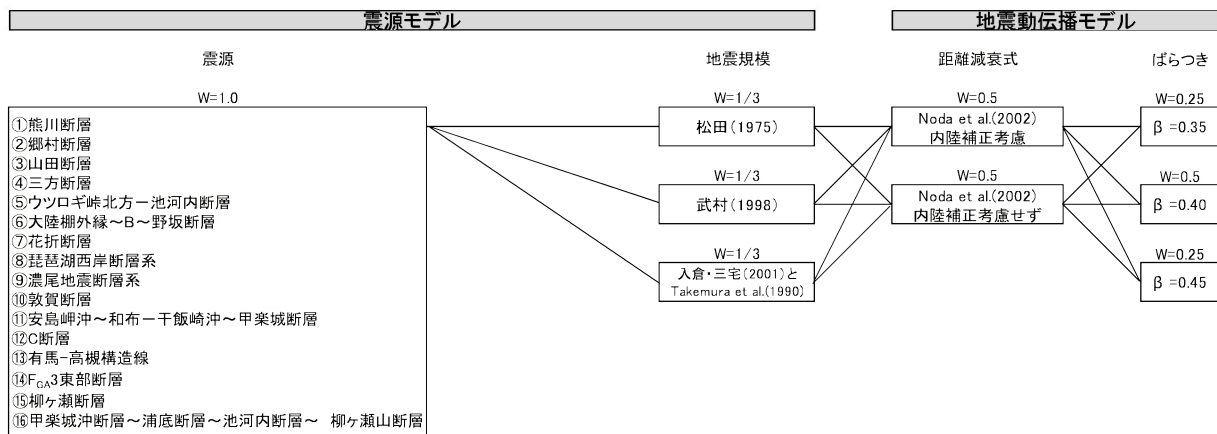 震源モデル
地震動伝播モデル
震源
地震規模
距離減衰式
ばらつき
W=1.0
①熊川断層
②郷村断層
③山田断層
④三方断層
⑤ウツロギ峠北方－池河内断層
⑥大陸棚外縁～B～野坂断層
⑦花折断層
⑧琵琶湖西岸断層系
⑨濃尾地震断層系
⑩敦賀断層
⑪安島岬沖～和布－干飯崎沖～甲楽城断層
⑫C断層
⑬有馬-高槻構造線
⑭FGA3東部断層
⑮柳ヶ瀬断層
⑯甲楽城沖断層～浦底断層～池河内断層～ 柳ヶ瀬山断層
W=1/3
松田(1975)
W=1/3
武村(1998)
W=1/3
入倉・三宅(2001)と
Takemura et al.(1990)
W=0.5
Noda et al.(2002)
内陸補正考慮
W=0.5
Noda et al.(2002)
内陸補正考慮せず
W=0.25
β=0.35
W=0.5
β=0.40
W=0.25
β=0.45